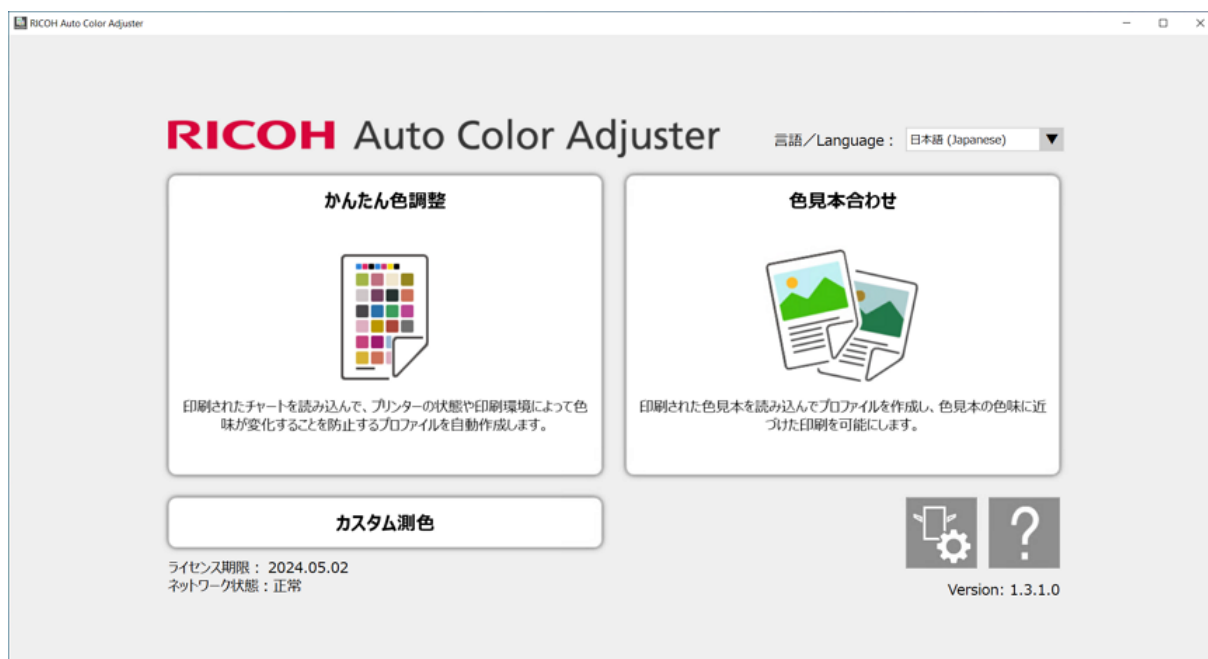 RICOH Auto Color Adjuster
RICOH Auto Color Adjuster
言語／Language : 日本語 (Japanese)
かんたん色調整
印刷されたチャートを読み込んで、プリンターの状態や印刷環境によって色
味が変化することを防止するプロファイルを自動作成します。
色見本合わせ
印刷された色見本を読み込んでプロファイルを作成し、色見本の色味に近
づけた印刷を可能にします。
カスタム測色
ライセンス期限： 2024.05.02
ネットワーク状態：正常
?
Version: 1.3.1.0